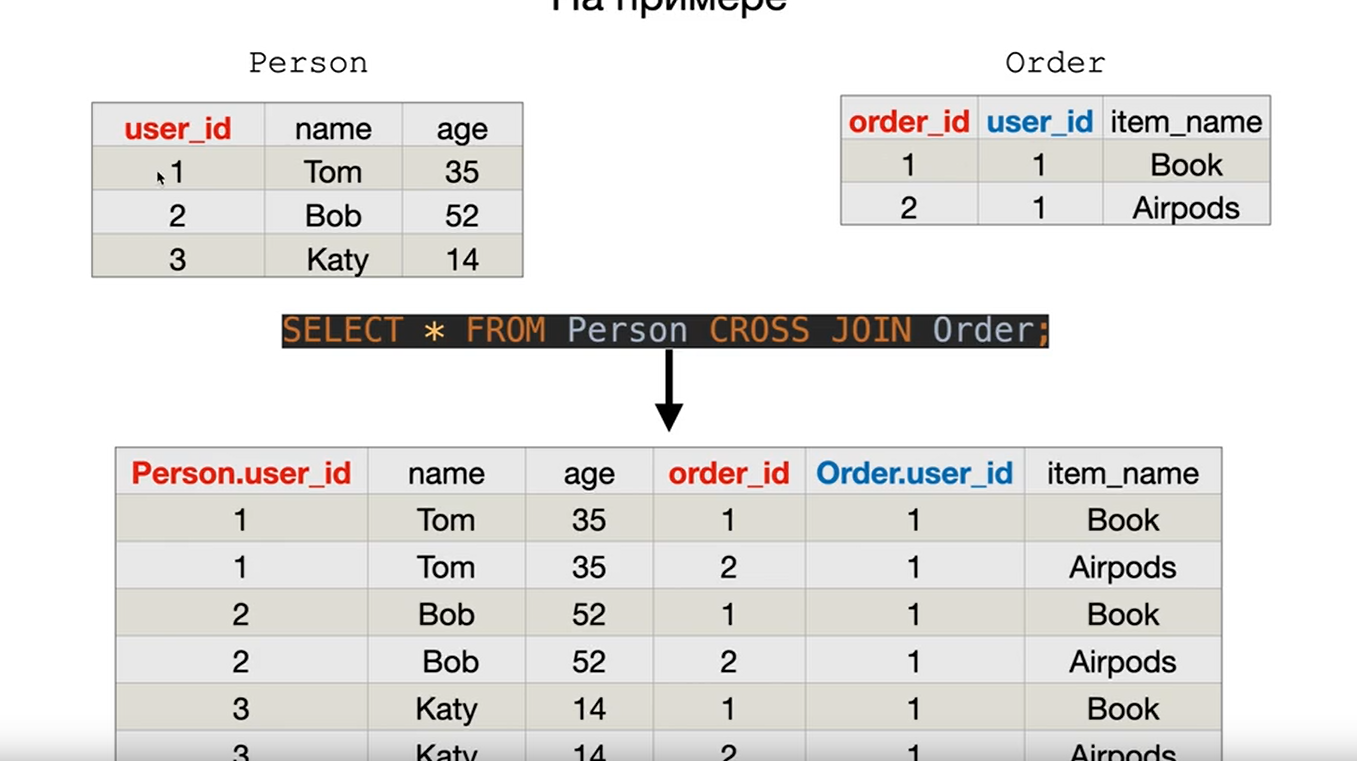 На примере
Person
Order
user_id name age
1 Tom 35
2 Bob 52
3 Katy 14
order_id user_id item_name
1 1 Book
2 1 Airpods
SELECT * FROM Person CROSS JOIN Order;
Person.user_id name age order_id Order.user_id item_name
1 Tom 35 1 1 Book
1 Tom 35 2 1 Airpods
2 Bob 52 1 1 Book
2 Bob 52 2 1 Airpods
3 Katy 14 1 1 Book
3 Katy 14 2 1 Airpods